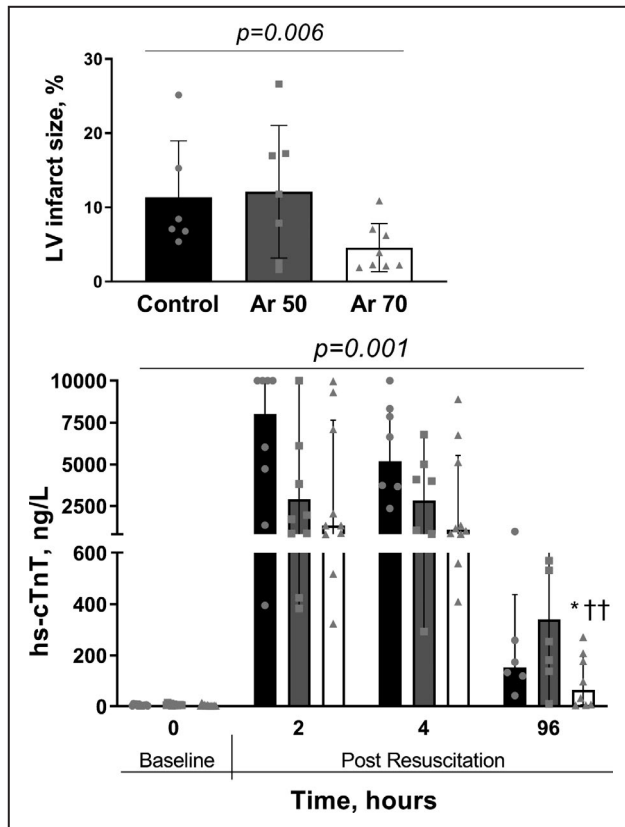 p=0.006
LV infarct size, %
30
20
10
0
Control Ar 50 Ar 70
p=0.001
hs-cTnT, ng/L
10000
7500
5000
2500
600
400
200
0
* ††
0 2 4 96
Baseline Post Resuscitation
Time, hours